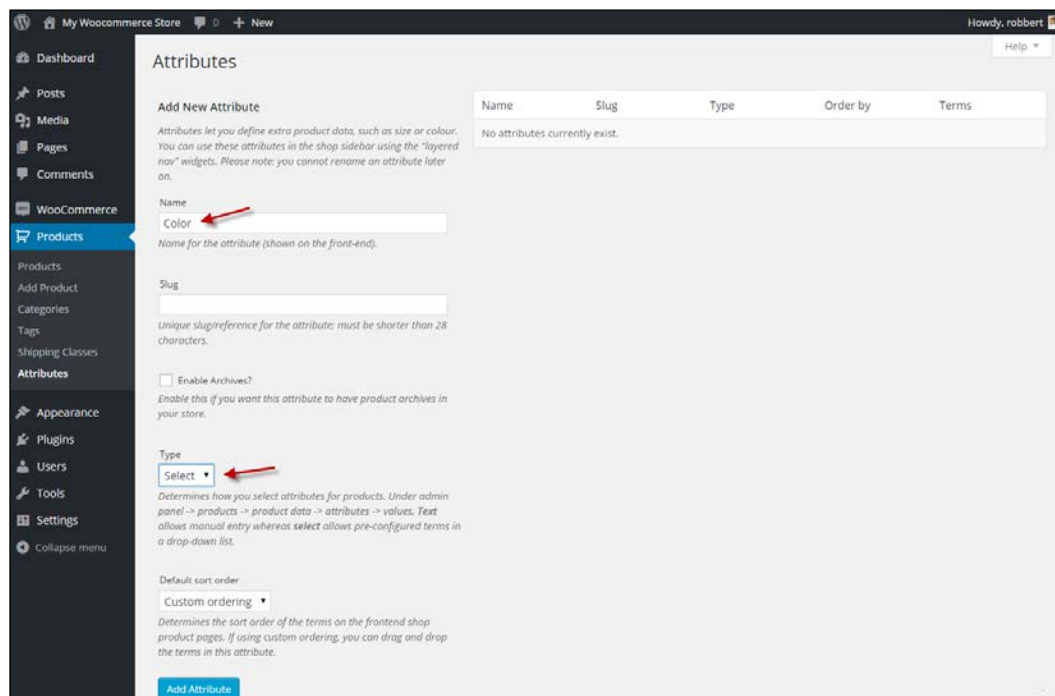 My Woocommerce Store 0 + New Howdy, robbert
Help
Dashboard
Posts
Media
Pages
Comments
WooCommerce
Products
Products
Add Product
Categories
Tags
Shipping Classes
Attributes
Appearance
Plugins
Users
Tools
Settings
Collapse menu
Attributes
Add New Attribute
Attributes let you define extra product data, such as size or colour.
You can use these attributes in the shop sidebar using the "layered
nav" widgets. Please note: you cannot rename an attribute later
on.
Name
Color
Name for the attribute (shown on the front-end).
Slug
Unique slug/reference for the attribute; must be shorter than 28
characters.
Enable Archives?
Enable this if you want this attribute to have product archives in
your store.
Type
Select
Determines how you select attributes for products. Under admin
panel -> products -> product data -> attributes -> values, Text
allows manual entry whereas select allows pre-configured terms in
a drop-down list.
Default sort order
Custom ordering
Determines the sort order of the terms on the frontend shop
product pages. If using custom ordering, you can drag and drop
the terms in this attribute.
Add Attribute
Name Slug Type Order by Terms
No attributes currently exist.